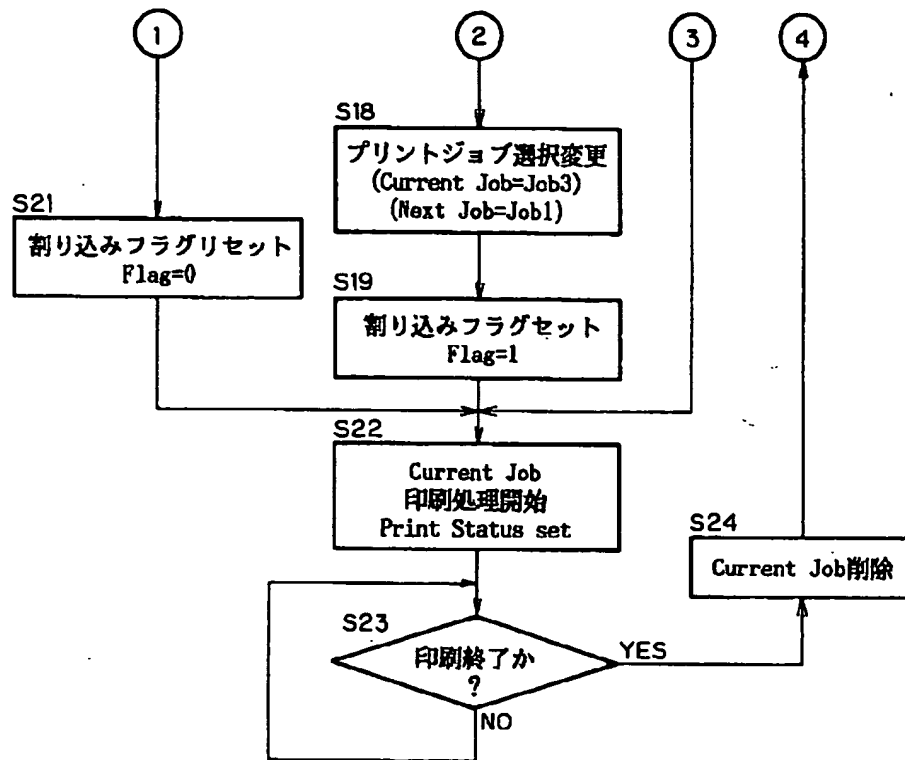 1
2
3
4
S18
プリントジョブ選択変更
(Current Job=Job3)
(Next Job=Job1)
S21
割り込みフラグリセット
Flag=0
S19
割り込みフラグセット
Flag=1
S22
Current Job
印刷処理開始
Print Status set
S24
Current Job削除
S23
印刷終了か
?
YES
NO